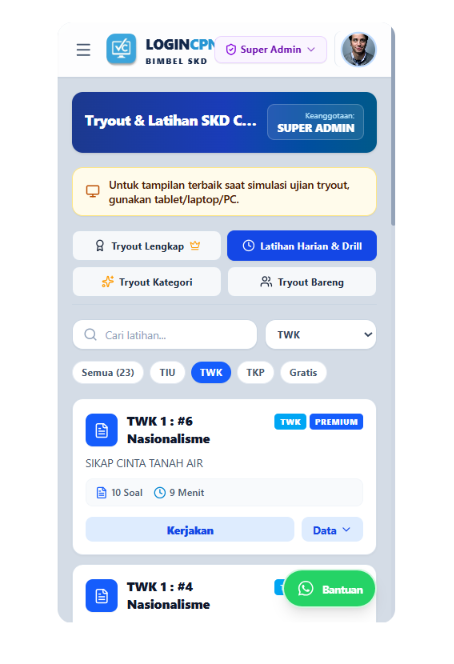 LOGINCPN
BIMBEL SKD
Super Admin
Tryout & Latihan SKD C...
Keanggotaan:
SUPER ADMIN
Untuk tampilan terbaik saat simulasi ujian tryout,
gunakan tablet/laptop/PC.
Tryout Lengkap
Latihan Harian & Drill
Tryout Kategori
Tryout Bareng
Cari latihan...
TWK
Semua (23)
TIU
TWK
TKP
Gratis
TWK 1 : #6
Nasionalisme
TWK
PREMIUM
SIKAP CINTA TANAH AIR
10 Soal
9 Menit
Kerjakan
Data
TWK 1 : #4
Nasionalisme
Bantuan